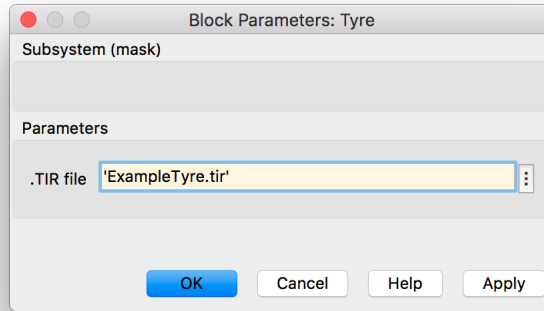 Block Parameters: Tyre
Subsystem (mask)
Parameters
.TIR file 'ExampleTyre.tir'
OK Cancel Help Apply